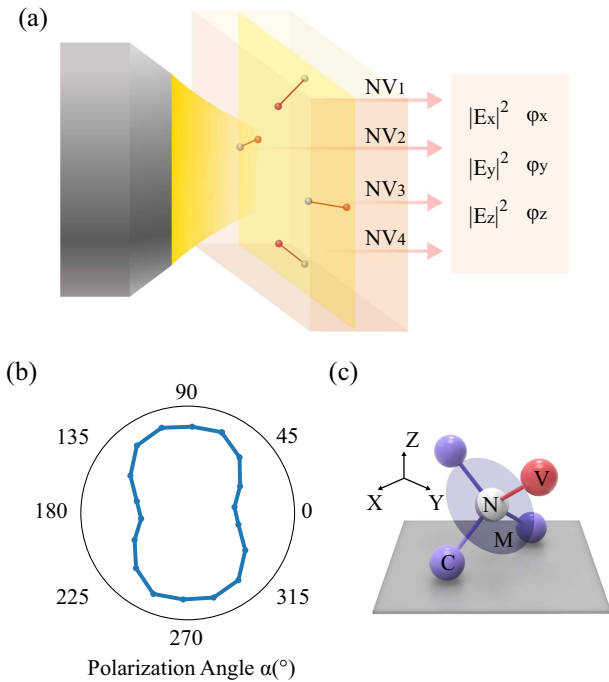 (a)
NV1
|Ex|² φx
NV2
|Ey|² φy
NV3
|Ez|² φz
NV4
(b)
90
135
45
180
0
225
315
270
Polarization Angle α(°)
(c)
Z
X
Y
V
N
M
C